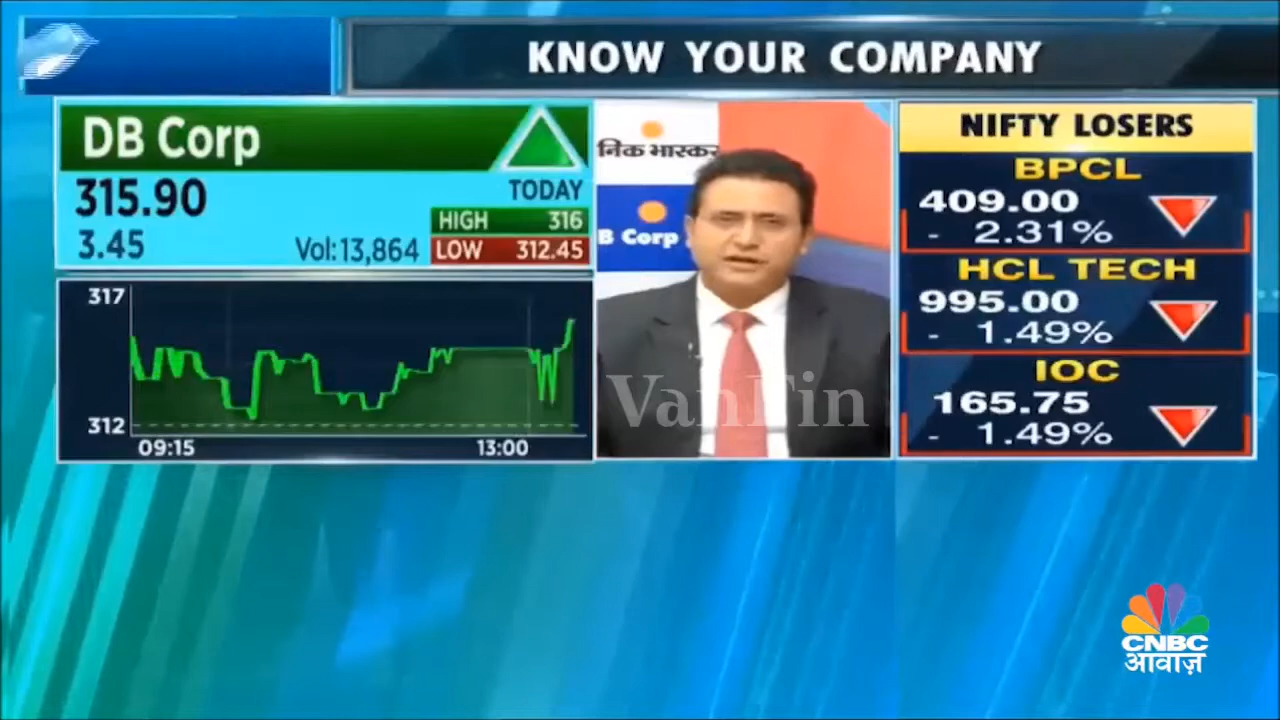 KNOW YOUR COMPANY
DB Corp
315.90
TODAY
3.45
Vol:13,864
HIGH 316
LOW 312.45
317
312
09:15
13:00
निक भास्कर
B Corp
VanFin
NIFTY LOSERS
BPCL
409.00
- 2.31%
HCL TECH
995.00
- 1.49%
IOC
165.75
- 1.49%
CNBC
आवाज़